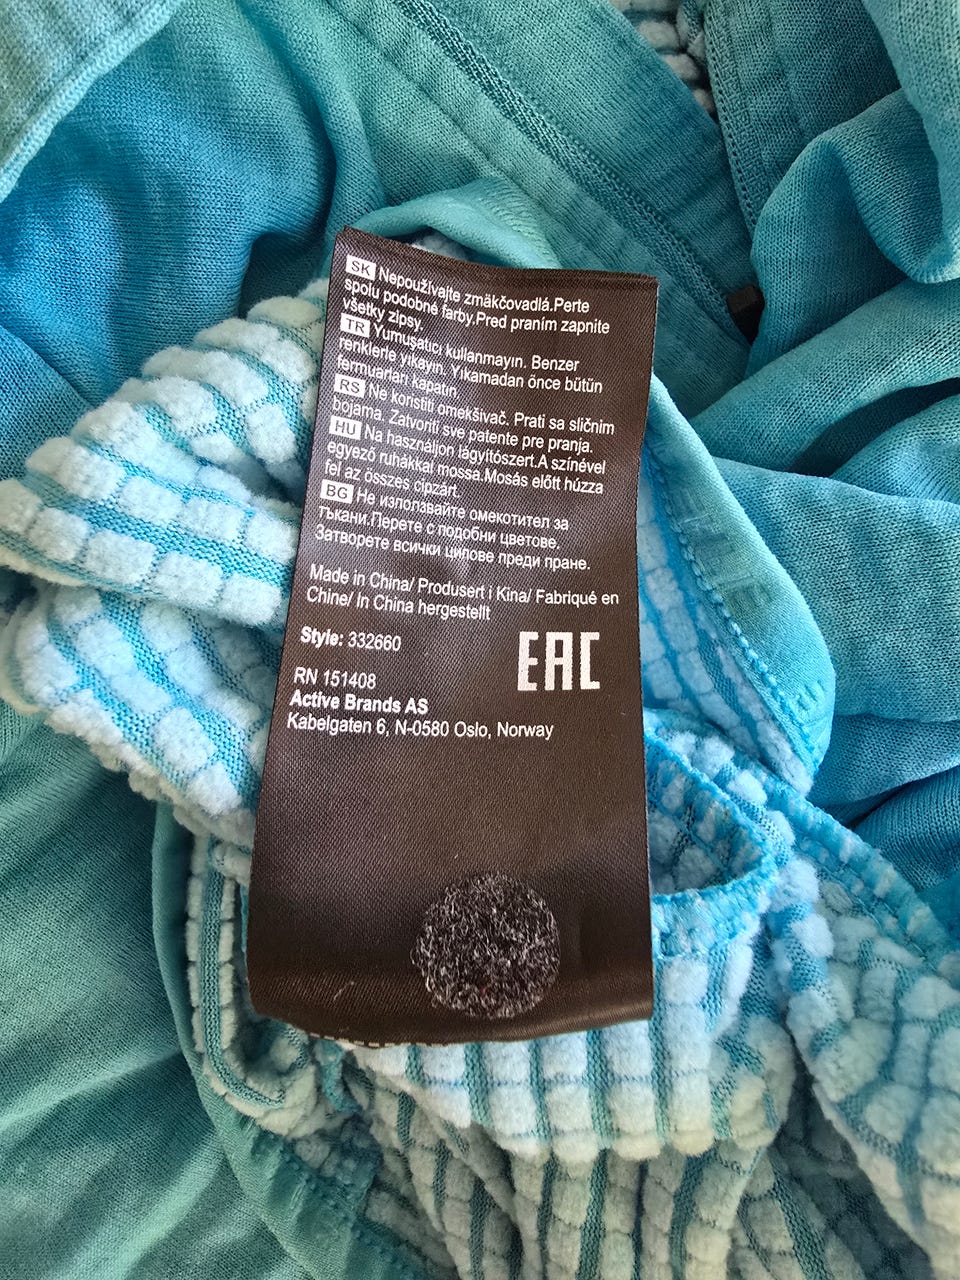 SK Nepoužívajte zmäkčovadlá.Perte
spolu podobné farby.Pred praním zapnite
všetky zipsy.
TR Yumuşatıcı kullanmayın. Benzer
renklerle yıkayın. Yıkamadan önce bütün
fermuarları kapatın.
RS Ne koristiti omekšivač. Prati sa sličnim
bojama. Zatvoriti sve patente pre pranja.
HU Na használjon lágyítószert.A színével
egyező ruhákkal mossa.Mosás előtt húzza
fel az összes cipzárt.
BG Не използвайте омекотител за
тъкани.Перете с подобни цветове.
Затворете всички ципове преди пране.
Made in China/ Produsert i Kina/ Fabriqué en
Chine/ In China hergestellt
Style: 332660
EAC
RN 151408
Active Brands AS
Kabelgaten 6, N-0580 Oslo, Norway